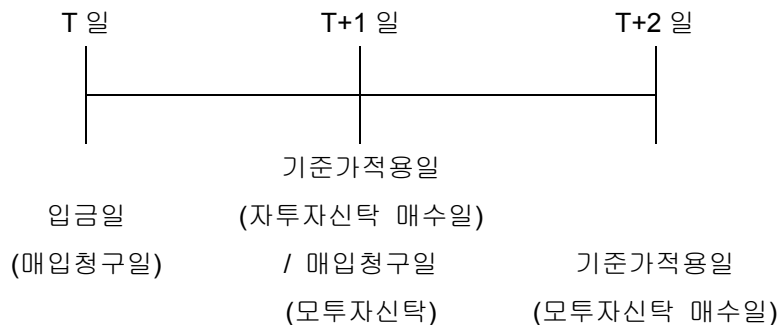 T 일 T+1 일 T+2 일
기준가적용일
입금일 (자투자신탁 매수일)
(매입청구일) / 매입청구일 기준가적용일
(모투자신탁) (모투자신탁 매수일)